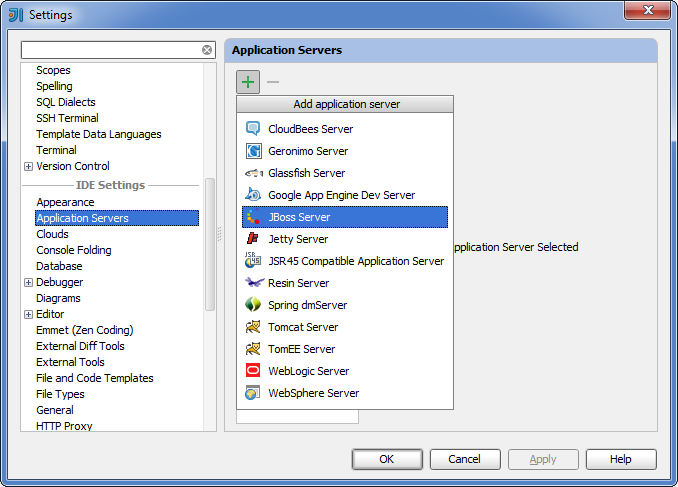 Settings
Scopes
Spelling
SQL Dialects
SSH Terminal
Template Data Languages
Terminal
Version Control
IDE Settings
Appearance
Application Servers
Clouds
Console Folding
Database
Debugger
Diagrams
Editor
Emmet (Zen Coding)
External Diff Tools
External Tools
File and Code Templates
File Types
General
HTTP Proxy
Application Servers
Add application server
CloudBees Server
Geronimo Server
Glassfish Server
Google App Engine Dev Server
JBoss Server
Jetty Server
JSR45 Compatible Application Server
Resin Server
Spring dmServer
Tomcat Server
TomEE Server
WebLogic Server
WebSphere Server
pplication Server Selected
OK
Cancel
Apply
Help